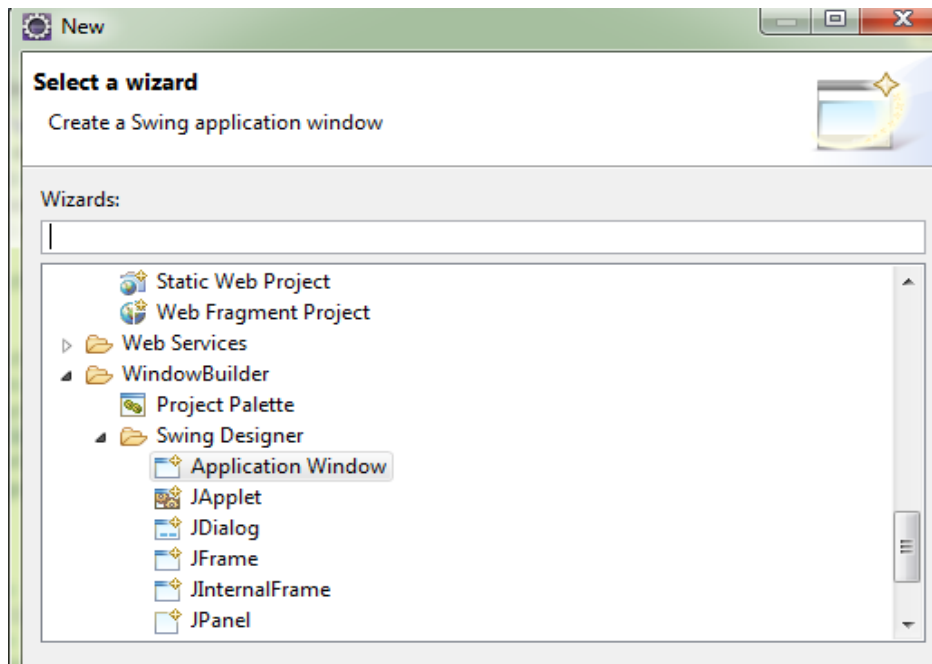 New
Select a wizard
Create a Swing application window
Wizards:
Static Web Project
Web Fragment Project
Web Services
WindowBuilder
Project Palette
Swing Designer
Application Window
JApplet
JDialog
JFrame
JInternalFrame
JPanel